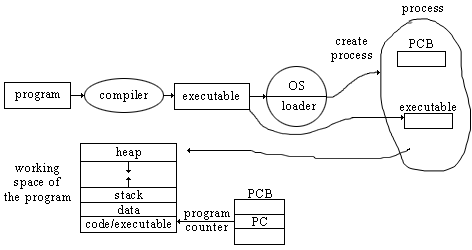 process
create
process
PCB
program
compiler
executable
OS
loader
executable
working
space of
the program
heap
stack
data
code/executable
program
counter
PCB
PC